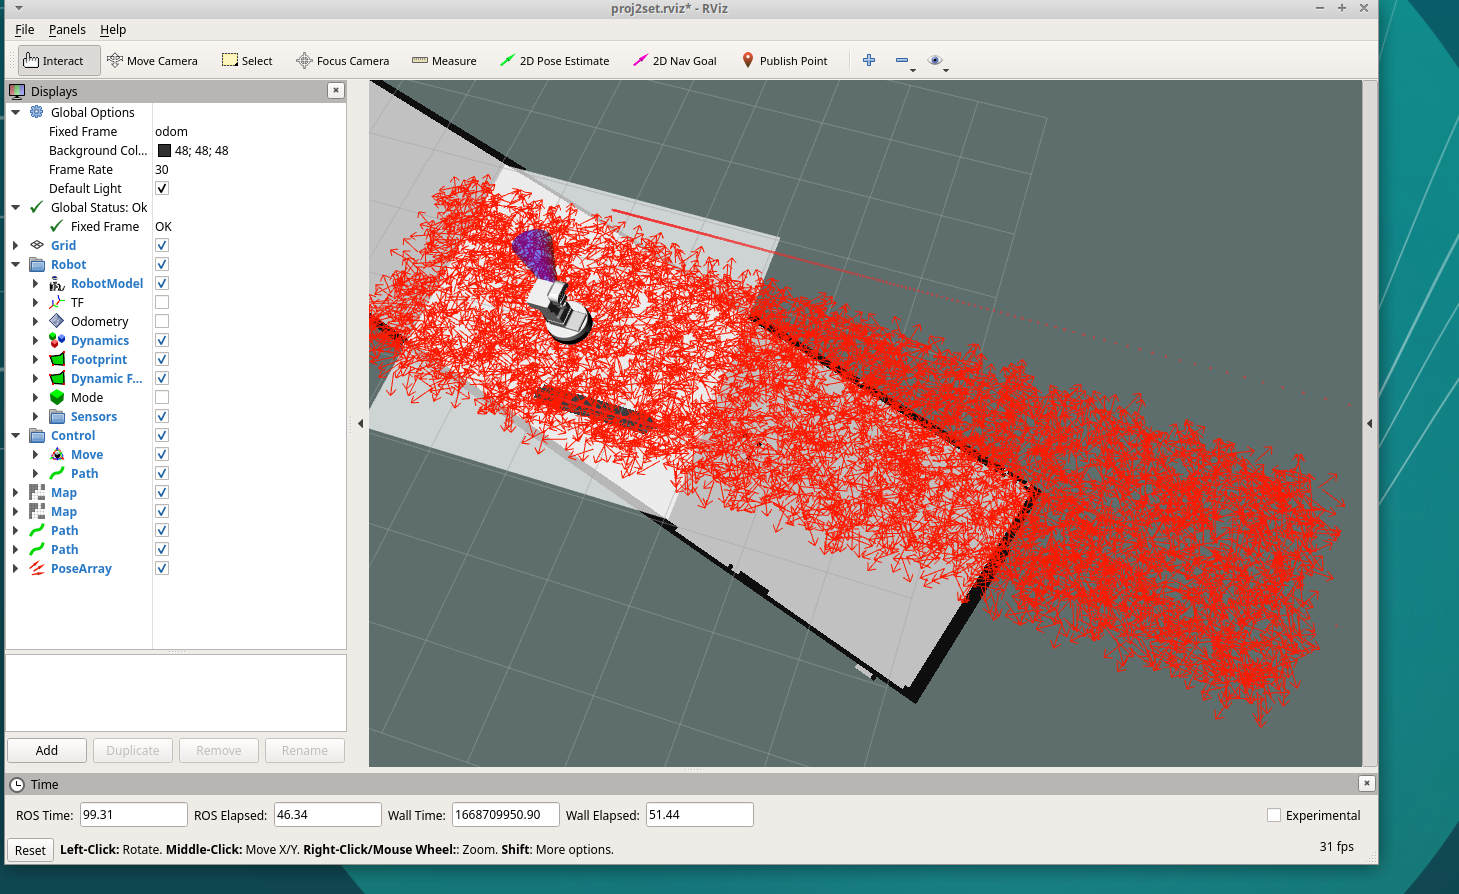 proj2set.rviz* - RViz
File Panels Help
Interact Move Camera Select Focus Camera Measure 2D Pose Estimate 2D Nav Goal Publish Point
Displays
Global Options
Fixed Frame odom
Background Col... 48; 48; 48
Frame Rate 30
Default Light
Global Status: Ok
Fixed Frame OK
Grid
Robot
RobotModel
TF
Odometry
Dynamics
Footprint
Dynamic F...
Mode
Sensors
Control
Move
Path
Map
Map
Path
Path
PoseArray
Add Duplicate Remove Rename
Time
ROS Time: 99.31 ROS Elapsed: 46.34 Wall Time: 1668709950.90 Wall Elapsed: 51.44 Experimental
Reset Left-Click: Rotate. Middle-Click: Move X/Y. Right-Click/Mouse Wheel:: Zoom. Shift: More options. 31 fps